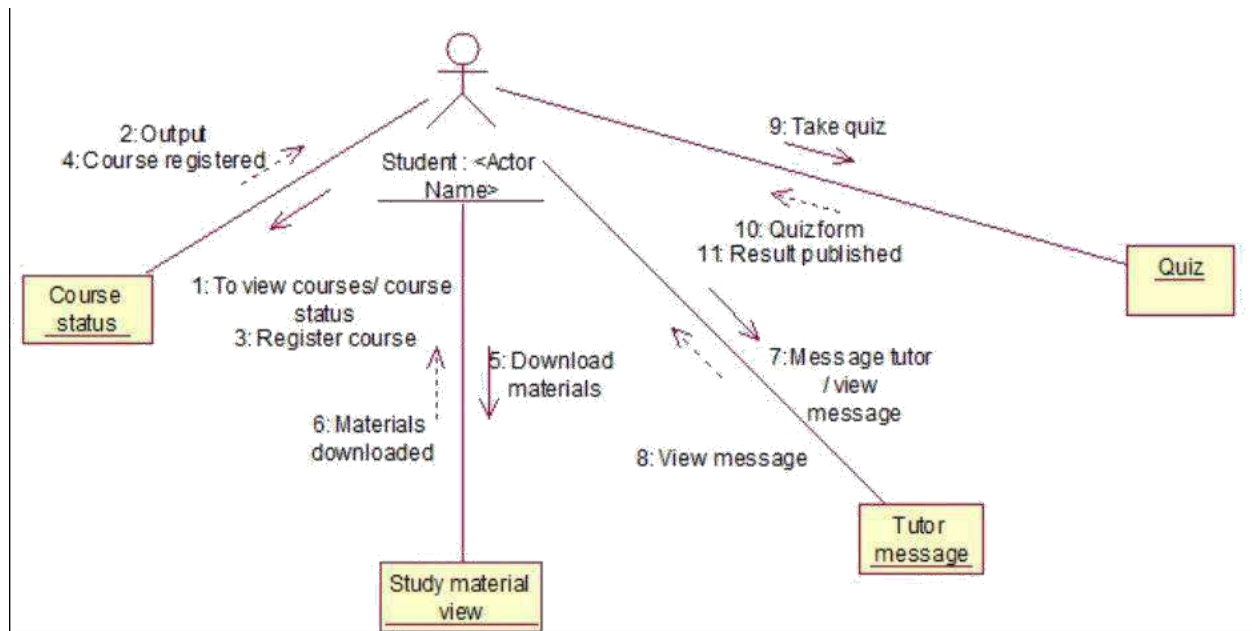 2: Output
4: Course registered
Student : <Actor
Name>
9: Take quiz
10: Quiz form
11: Result published
Course
status
1: To view courses/ course
status
3: Register course
Quiz
5: Download
materials
6: Materials
downloaded
7: Message tutor
/ view
message
8: View message
Tutor
message
Study material
view